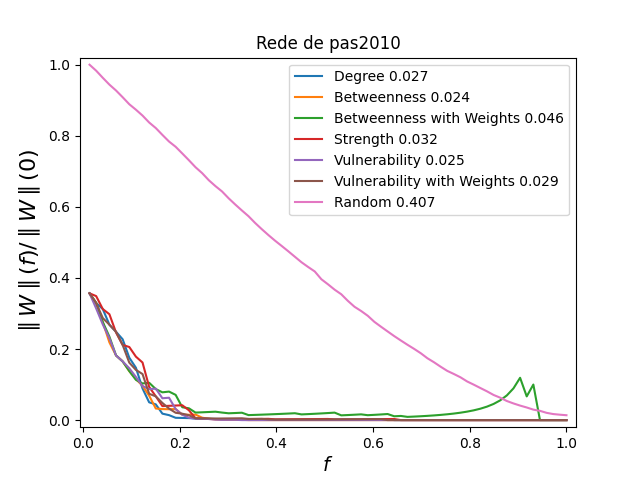 Rede de pas2010
Degree 0.027
Betweenness 0.024
Betweenness with Weights 0.046
Strength 0.032
Vulnerability 0.025
Vulnerability with Weights 0.029
Random 0.407
‖ W ‖ (f)/ ‖ W ‖ (0)
1.0
0.8
0.6
0.4
0.2
0.0
0.0 0.2 0.4 0.6 0.8 1.0
f